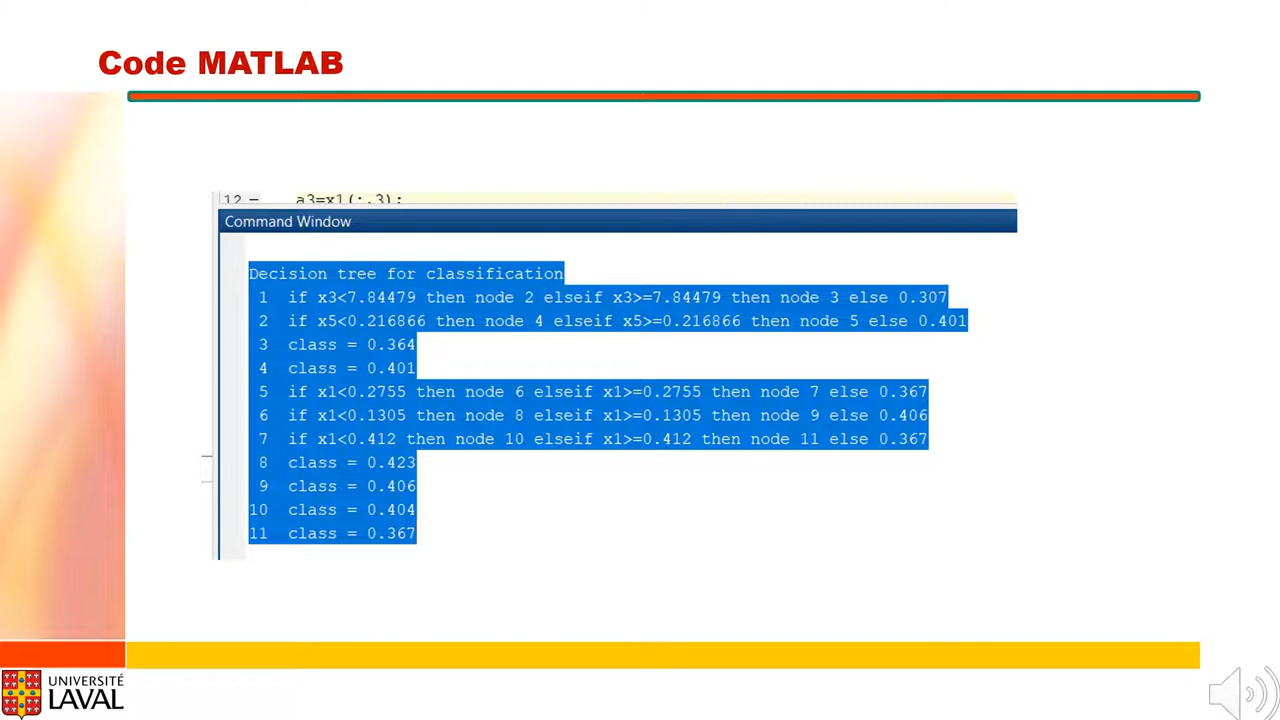 Code MATLAB
12 – a3=x1(:,3);
Command Window
Decision tree for classification
1 if x3<7.84479 then node 2 elseif x3>=7.84479 then node 3 else 0.307
2 if x5<0.216866 then node 4 elseif x5>=0.216866 then node 5 else 0.401
3 class = 0.364
4 class = 0.401
5 if x1<0.2755 then node 6 elseif x1>=0.2755 then node 7 else 0.367
6 if x1<0.1305 then node 8 elseif x1>=0.1305 then node 9 else 0.406
7 if x1<0.412 then node 10 elseif x1>=0.412 then node 11 else 0.367
8 class = 0.423
9 class = 0.406
10 class = 0.404
11 class = 0.367
UNIVERSITÉ
LAVAL